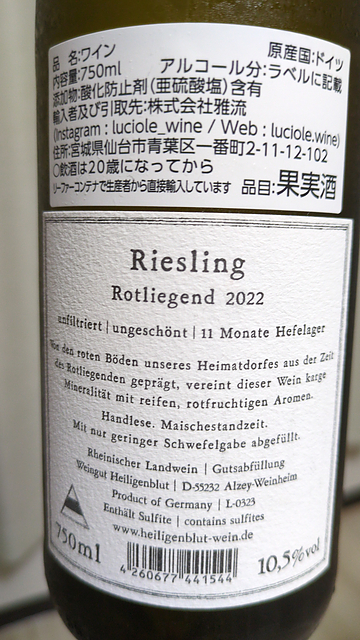 品 名:ワイン 原産国:ドイツ
内容量:750ml アルコール分:ラベルに記載
添加物:酸化防止剤(亜硫酸塩)含有
輸入者及び引取先:株式会社雅流
(Instagram : luciole_wine / Web : luciole.wine)
住所:宮城県仙台市青葉区一番町2-11-12-102
○飲酒は20歳になってから
リーファーコンテナで生産者から直接輸入しています 品目:果実酒
Riesling
Rotliegend 2022
unfiltriert | ungeschönt | 11 Monate Hefelager
Von den roten Böden unseres Heimatdorfes aus der Zeit
des Rotliegenden geprägt, vereint dieser Wein karge
Mineralität mit reifen, rotfruchtigen Aromen.
Handlese. Maischestandzeit.
Mit nur geringer Schwefelgabe abgefüllt.
Rheinischer Landwein | Gutsabfüllung
Weingut Heiligenblut | D-55232 Alzey-Weinheim
Product of Germany | L-0323
Enthält Sulfite | contains sulfites
www.heiligenblut-wein.de
750ml 10,5%vol
4 260677 441544